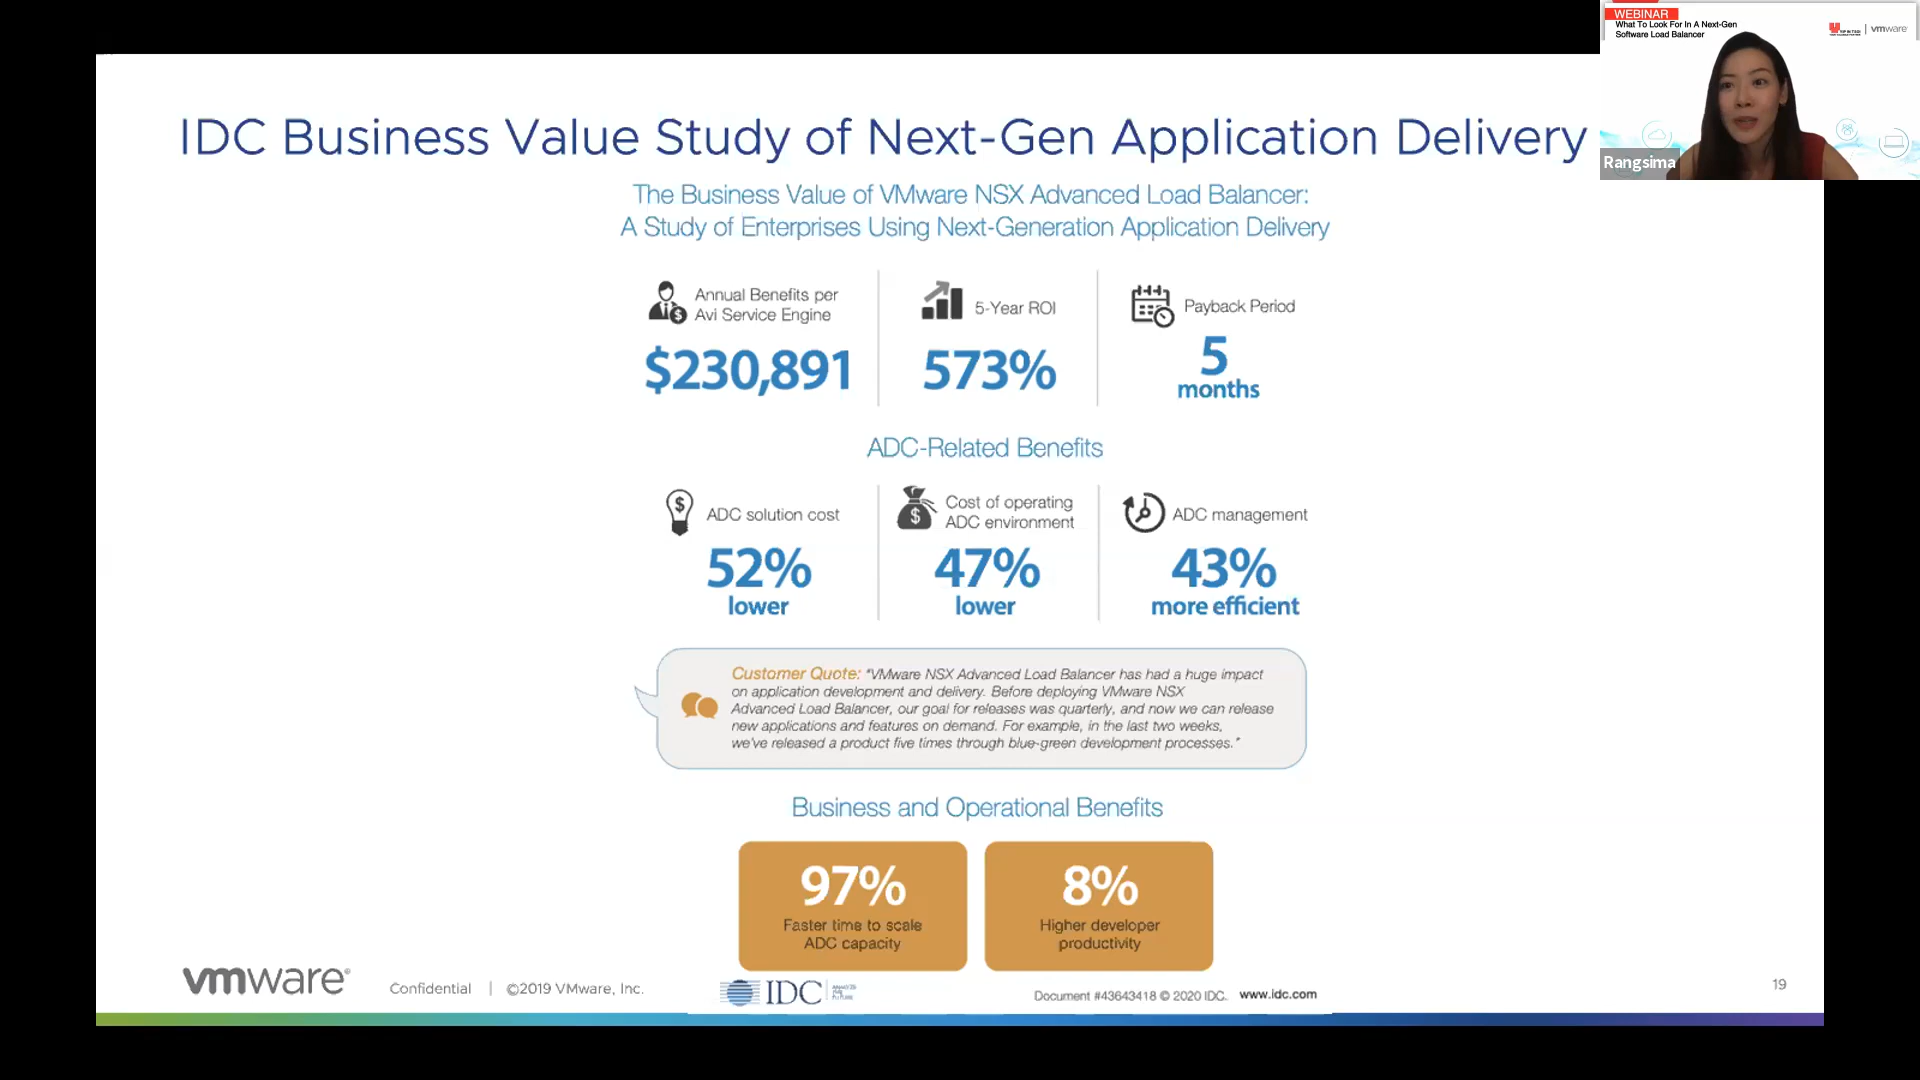 WEBINAR
What To Look For In A Next-Gen
Software Load Balancer
vmware
Rangsima
IDC Business Value Study of Next-Gen Application Delivery
The Business Value of VMware NSX Advanced Load Balancer:
A Study of Enterprises Using Next-Generation Application Delivery
Annual Benefits per
Avi Service Engine
$230,891
5-Year ROI
573%
Payback Period
5
months
ADC-Related Benefits
ADC solution cost
52%
lower
Cost of operating
ADC environment
47%
lower
ADC management
43%
more efficient
Customer Quote: "VMware NSX Advanced Load Balancer has had a huge impact
on application development and delivery. Before deploying VMware NSX
Advanced Load Balancer, our goal for releases was quarterly, and now we can release
new applications and features on demand. For example, in the last two weeks,
we've released a product five times through blue-green development processes."
Business and Operational Benefits
97%
Faster time to scale
ADC capacity
8%
Higher developer
productivity
vmware®
Confidential | ©2019 VMware, Inc.
IDC
Document #43643418 © 2020 IDC. www.idc.com
19